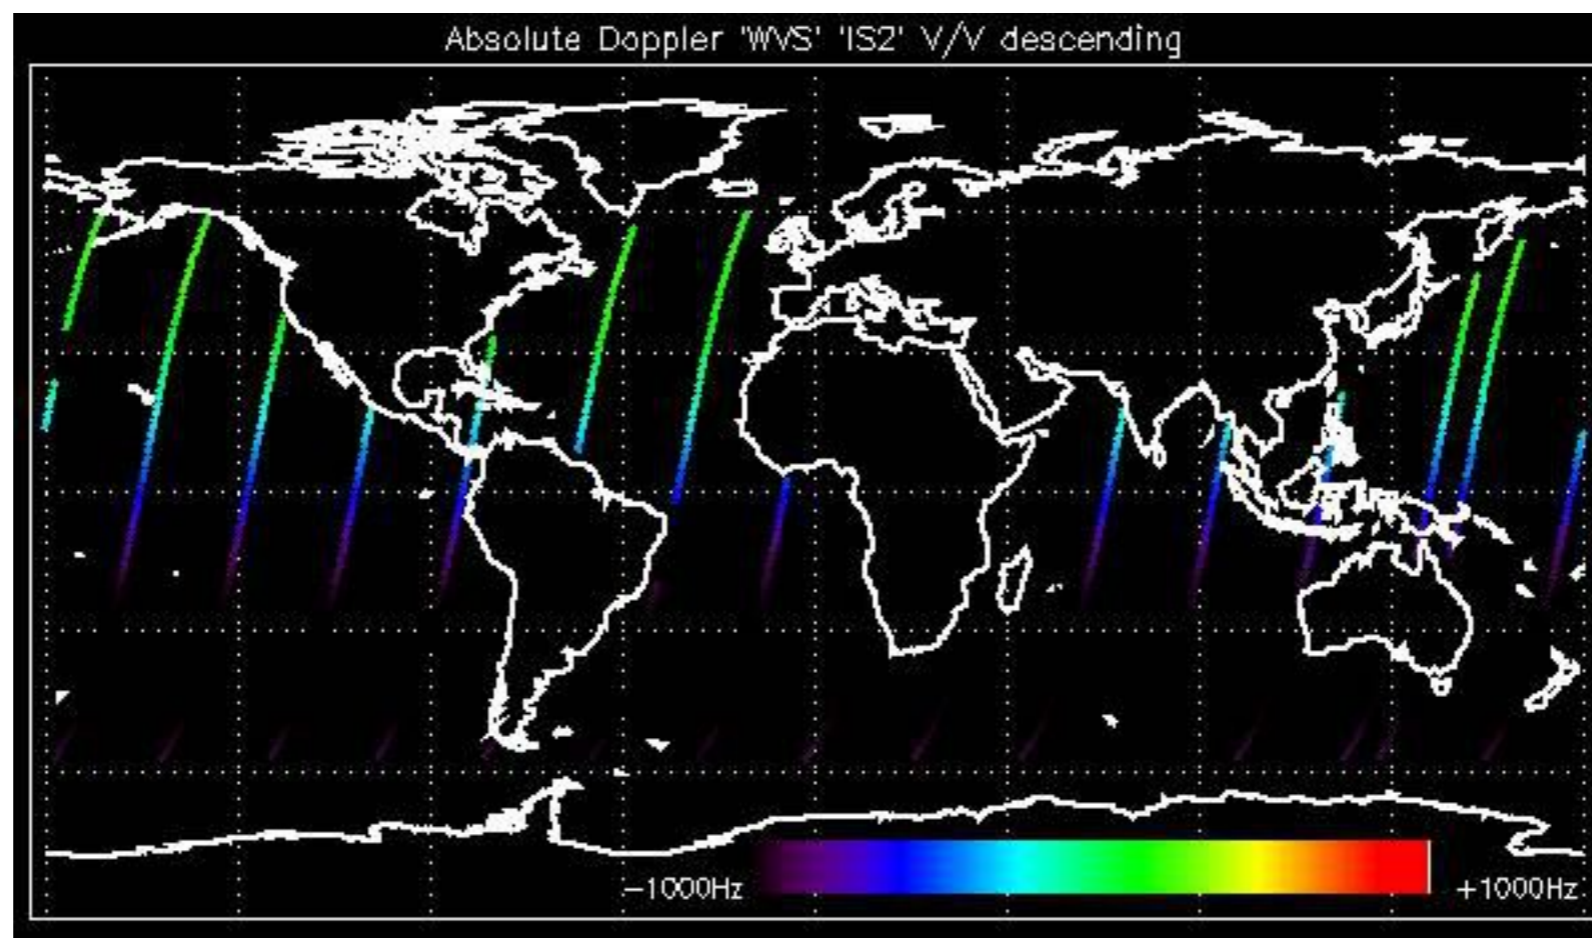 Absolute Doppler 'WVS' 'IS2' V/V descending
−1000Hz
+1000Hz